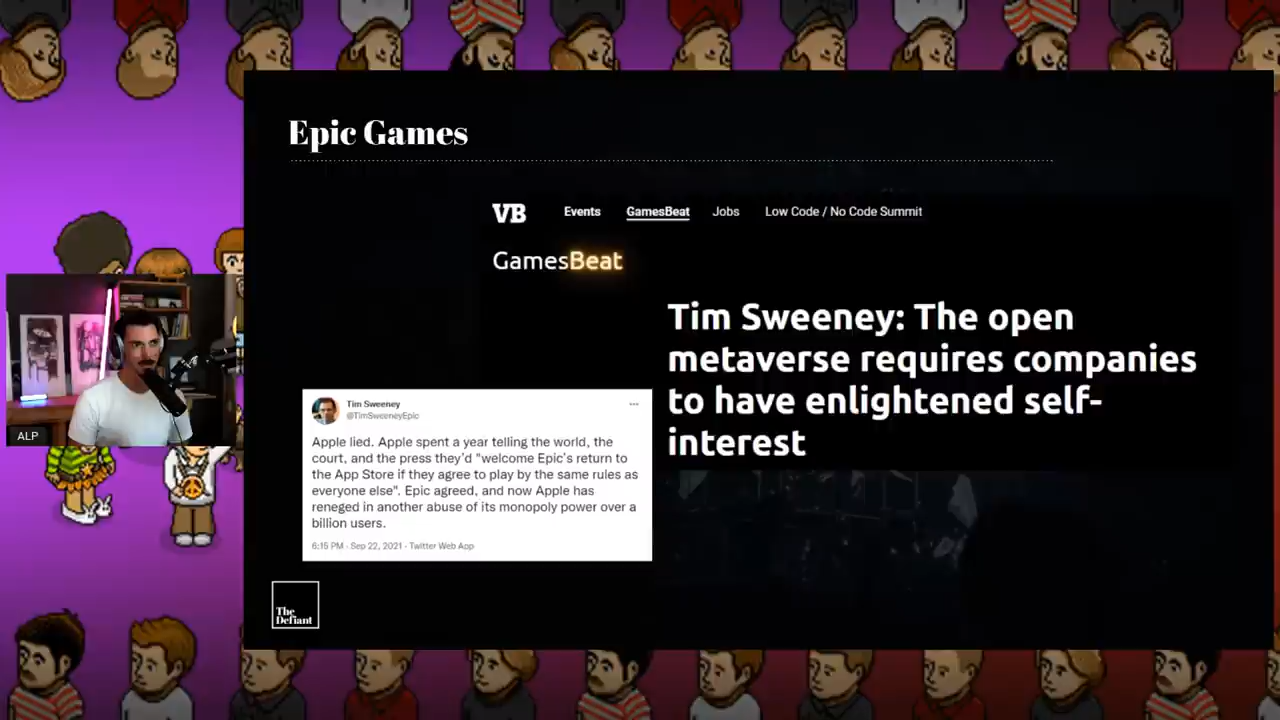 Epic Games
VB Events GamesBeat Jobs Low Code / No Code Summit
GamesBeat
Tim Sweeney: The open
metaverse requires companies
to have enlightened self-
interest
Tim Sweeney
@TimSweeneyEpic
Apple lied. Apple spent a year telling the world, the
court, and the press they'd "welcome Epic's return to
the App Store if they agree to play by the same rules as
everyone else". Epic agreed, and now Apple has
reneged in another abuse of its monopoly power over a
billion users.
6:15 PM · Sep 22, 2021 · Twitter Web App
ALP
The
Defiant